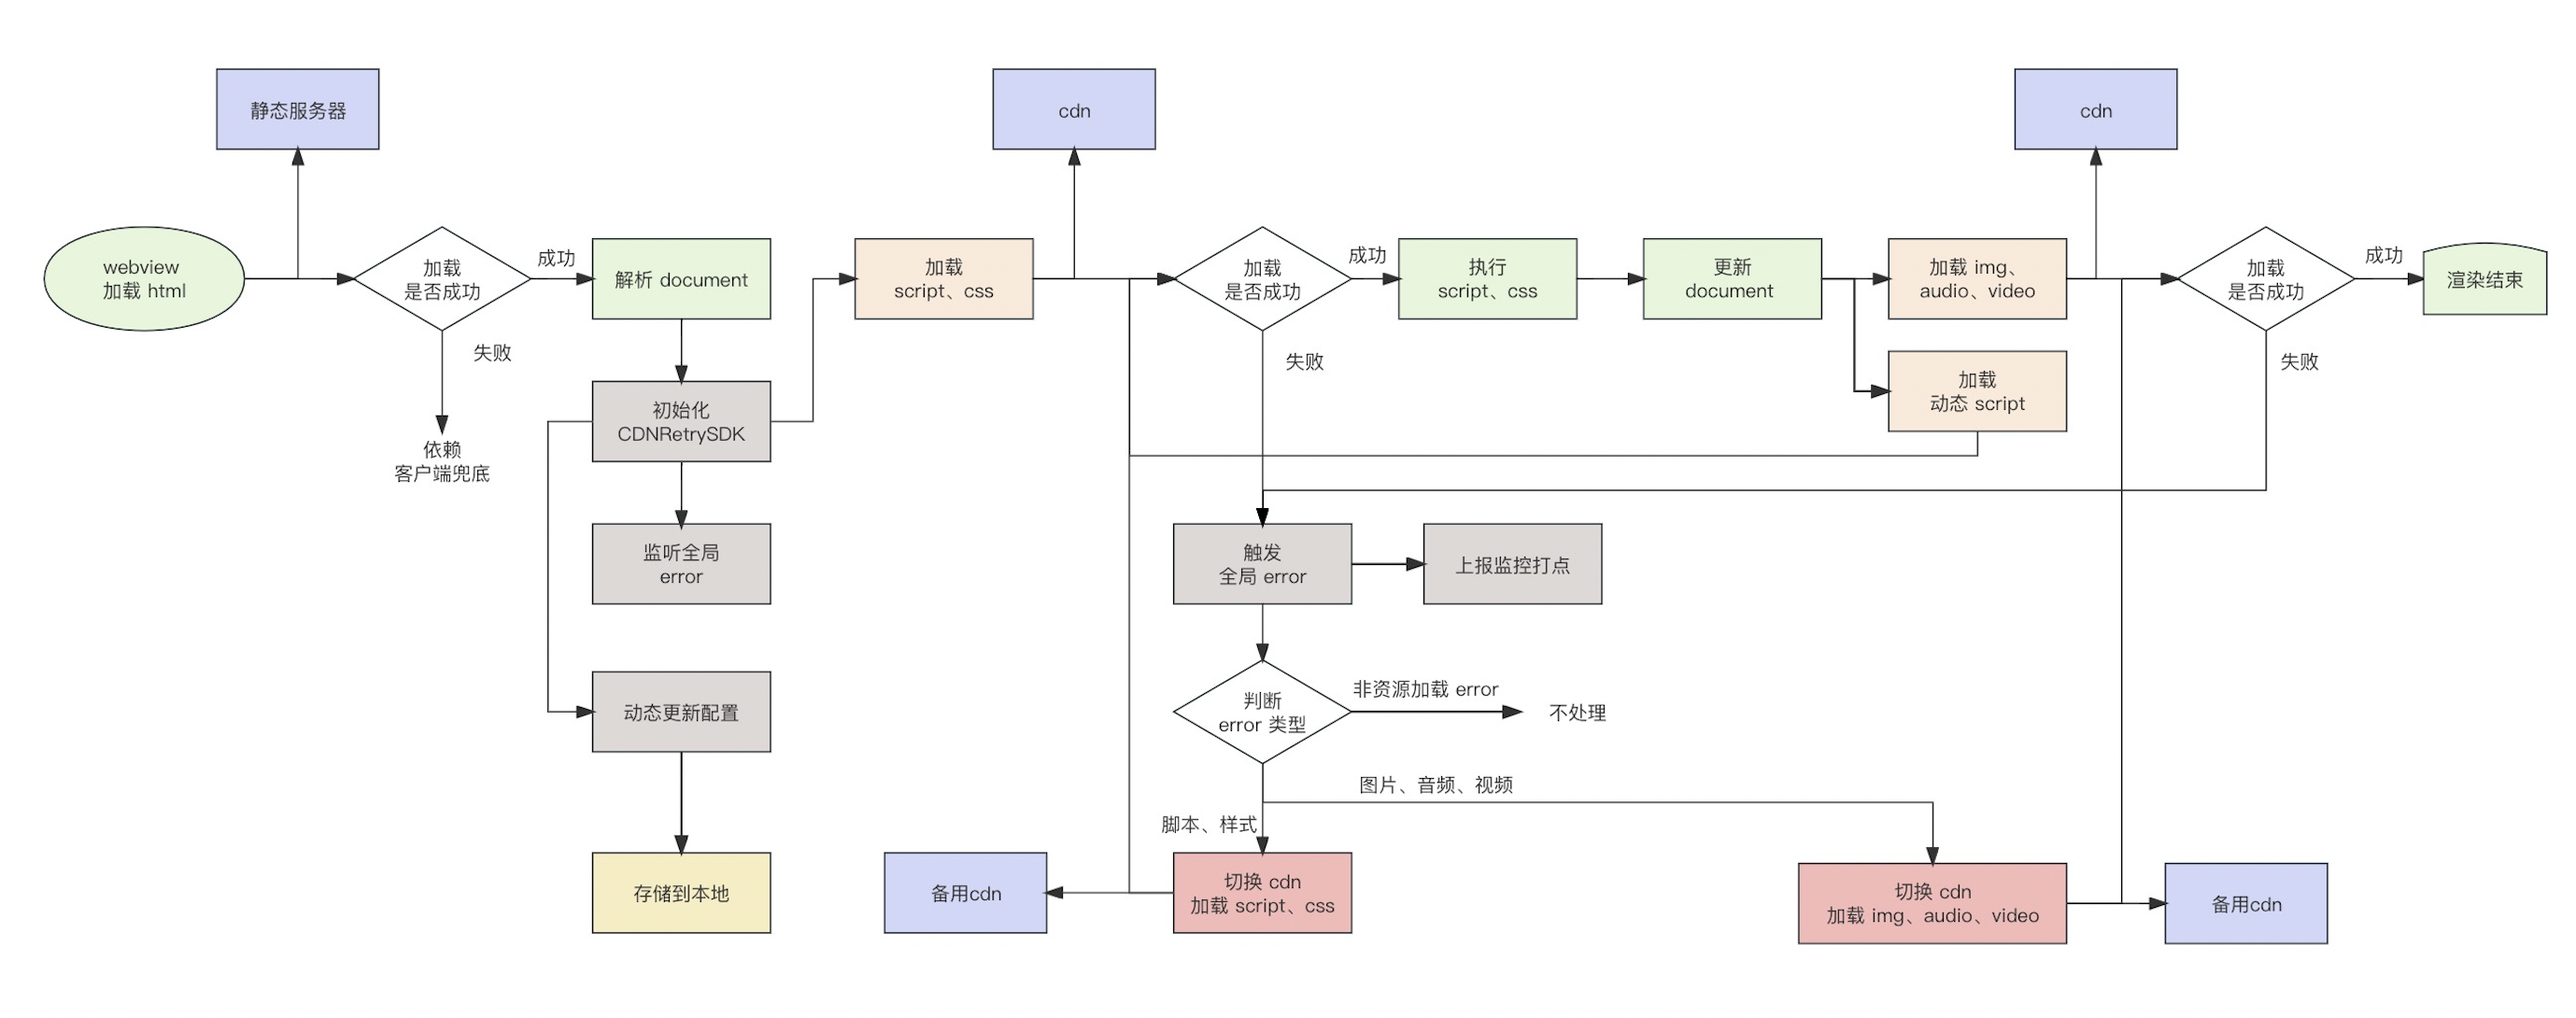 静态服务器
cdn
cdn
webview
加载 html
加载
是否成功
成功
解析 document
加载
script、css
加载
是否成功
成功
执行
script、css
更新
document
加载 img、
audio、video
加载
是否成功
成功
渲染结束
失败
失败
失败
加载
动态 script
初始化
CDNRetrySDK
依赖
客户端兜底
监听全局
error
触发
全局 error
上报监控打点
动态更新配置
判断
error 类型
非资源加载 error
不处理
图片、音频、视频
脚本、样式
存储到本地
备用cdn
切换 cdn
加载 script、css
切换 cdn
加载 img、audio、video
备用cdn